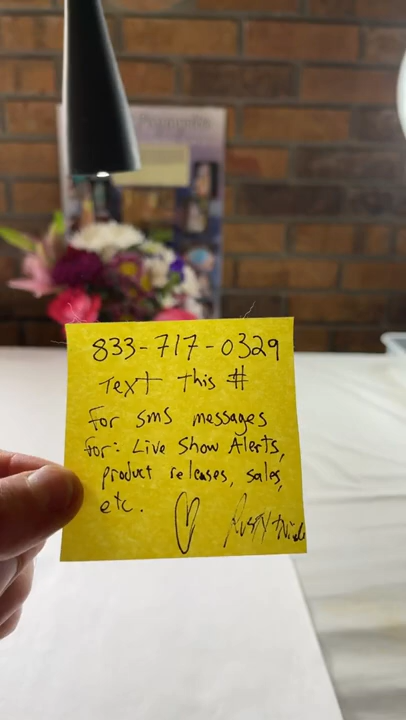 833-717-0329
Text This #
For sms messages
for: Live Show Alerts,
product releases, sales,
etc.